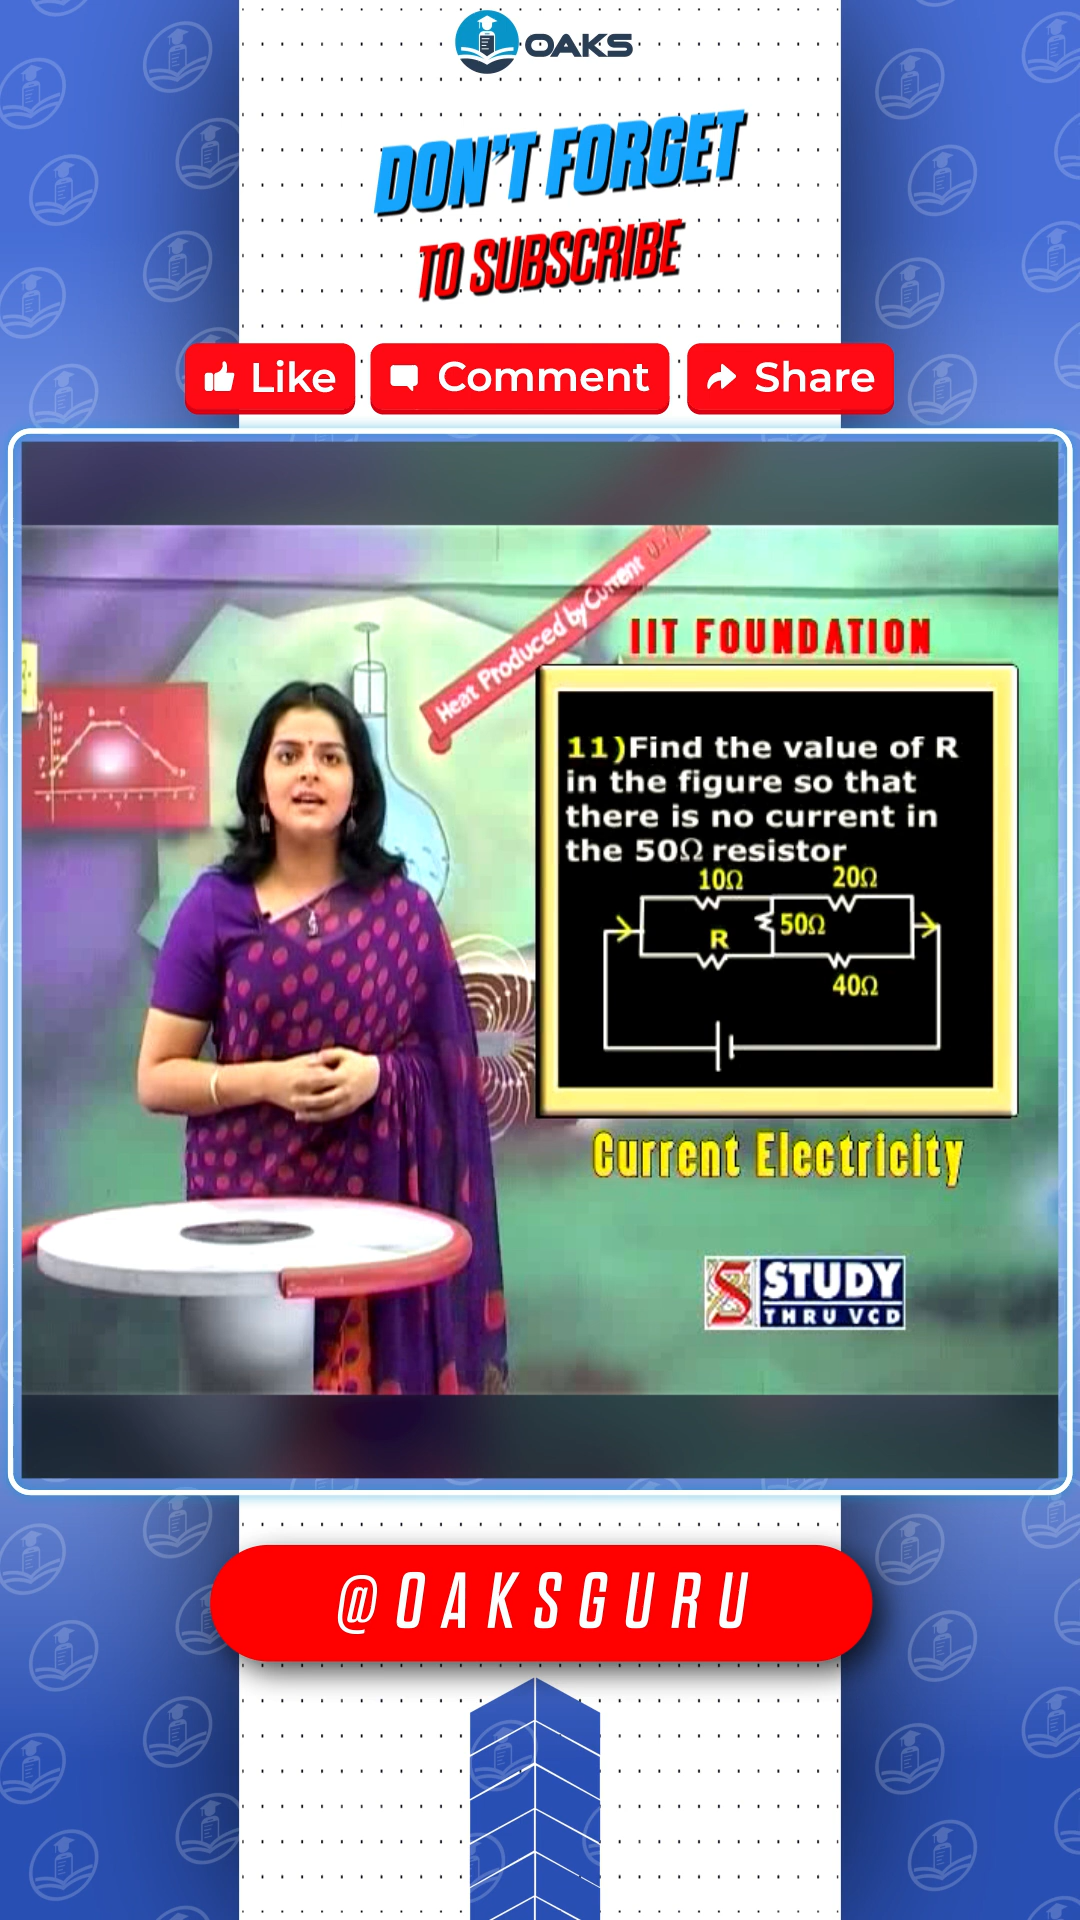 OAKS
DON'T FORGET
TO SUBSCRIBE
Like
Comment
Share
Heat Produced by Current
IIT FOUNDATION
11)Find the value of R
in the figure so that
there is no current in
the 50Ω resistor
10Ω
20Ω
50Ω
R
40Ω
Current Electricity
STUDY
THRU VCD
@OAKSGURU